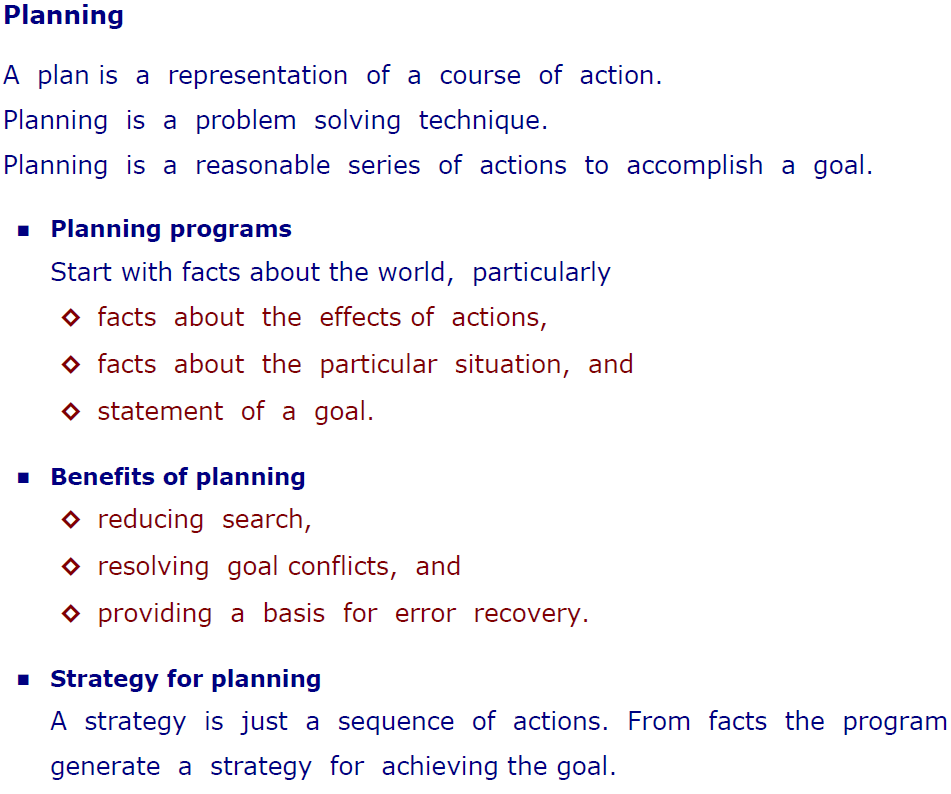 Planning
A plan is a representation of a course of action.
Planning is a problem solving technique.
Planning is a reasonable series of actions to accomplish a goal.
■ Planning programs
Start with facts about the world, particularly
◇ facts about the effects of actions,
◇ facts about the particular situation, and
◇ statement of a goal.
■ Benefits of planning
◇ reducing search,
◇ resolving goal conflicts, and
◇ providing a basis for error recovery.
■ Strategy for planning
A strategy is just a sequence of actions. From facts the program
generate a strategy for achieving the goal.